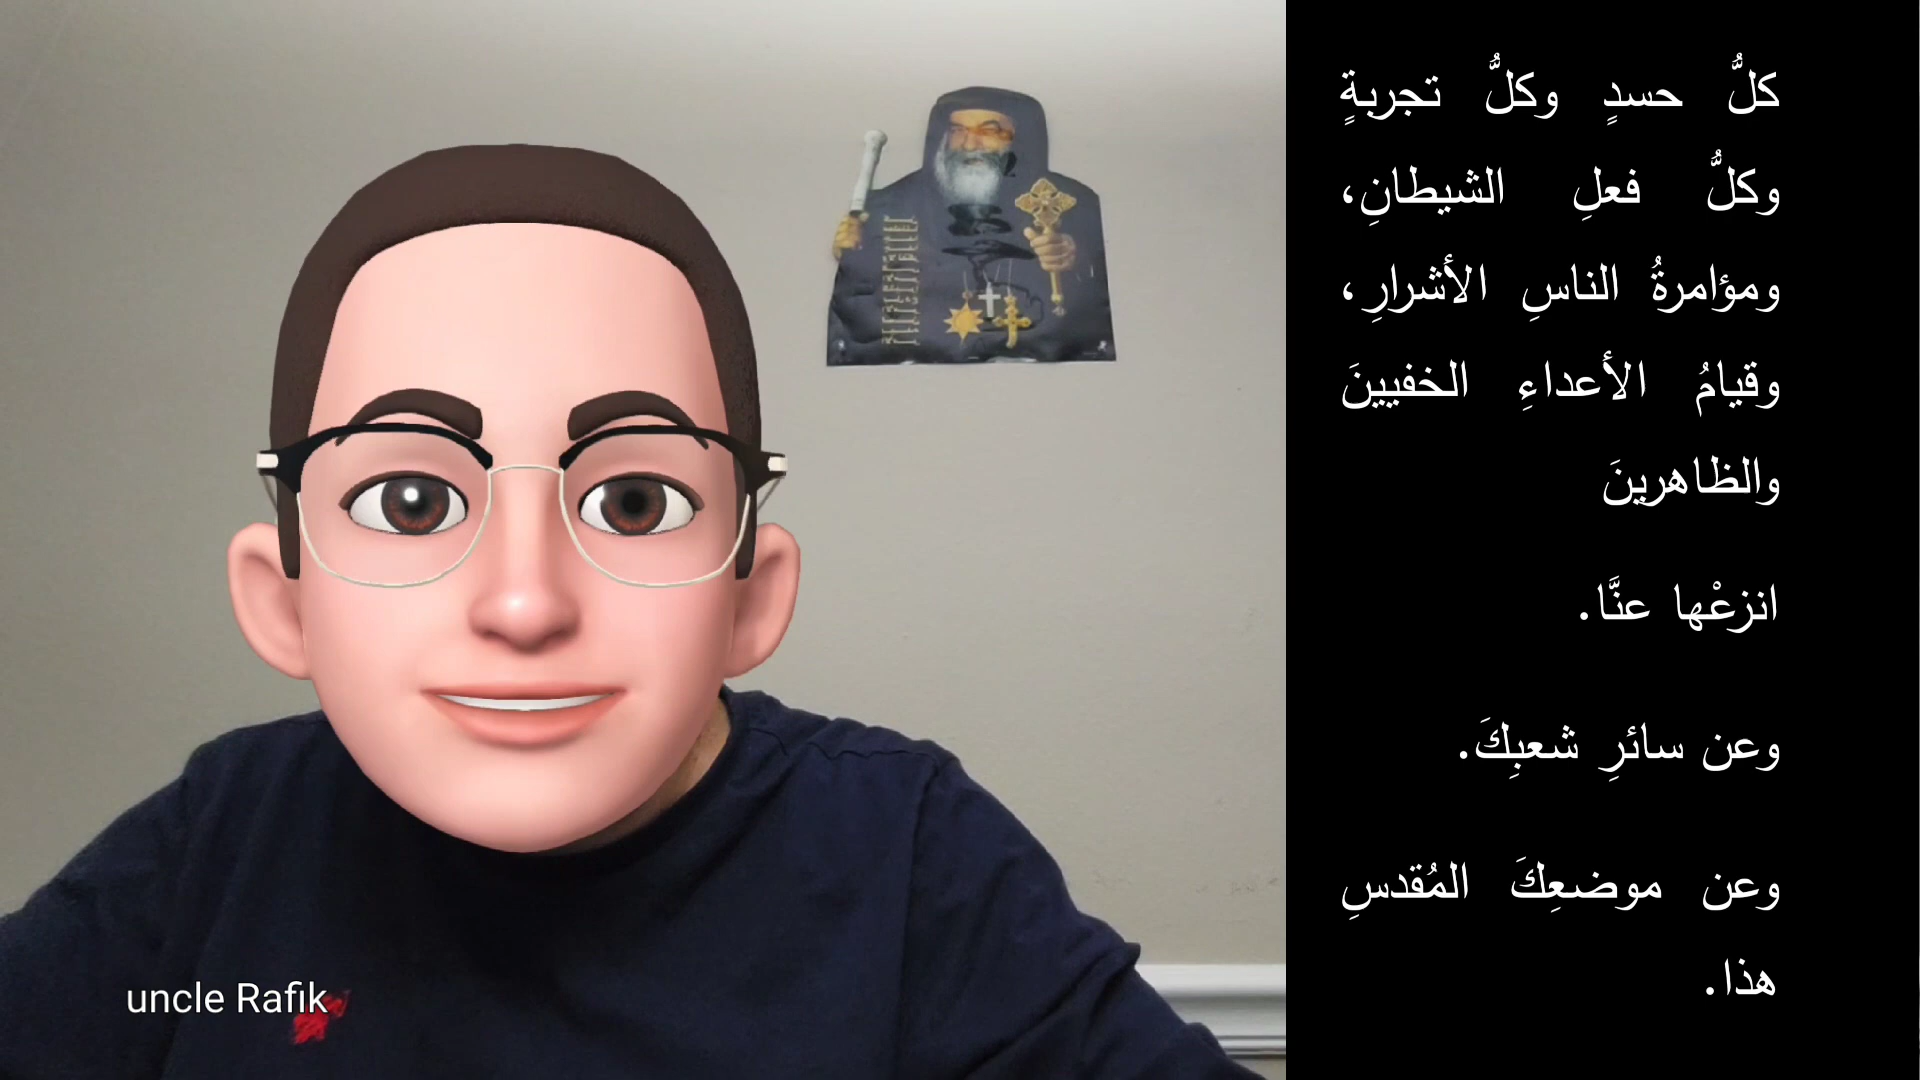 كلُّ حسدٍ وكلُّ تجربةٍ
وكلُّ فعلِ الشيطانِ،
ومؤامرةُ الناسِ الأشرارِ،
وقيامُ الأعداءِ الخفيينَ
والظاهرينَ
انزعْها عنَّا.
وعن سائرِ شعبِكَ.
وعن موضعِكَ المُقدسِ
هذا.
uncle Rafik